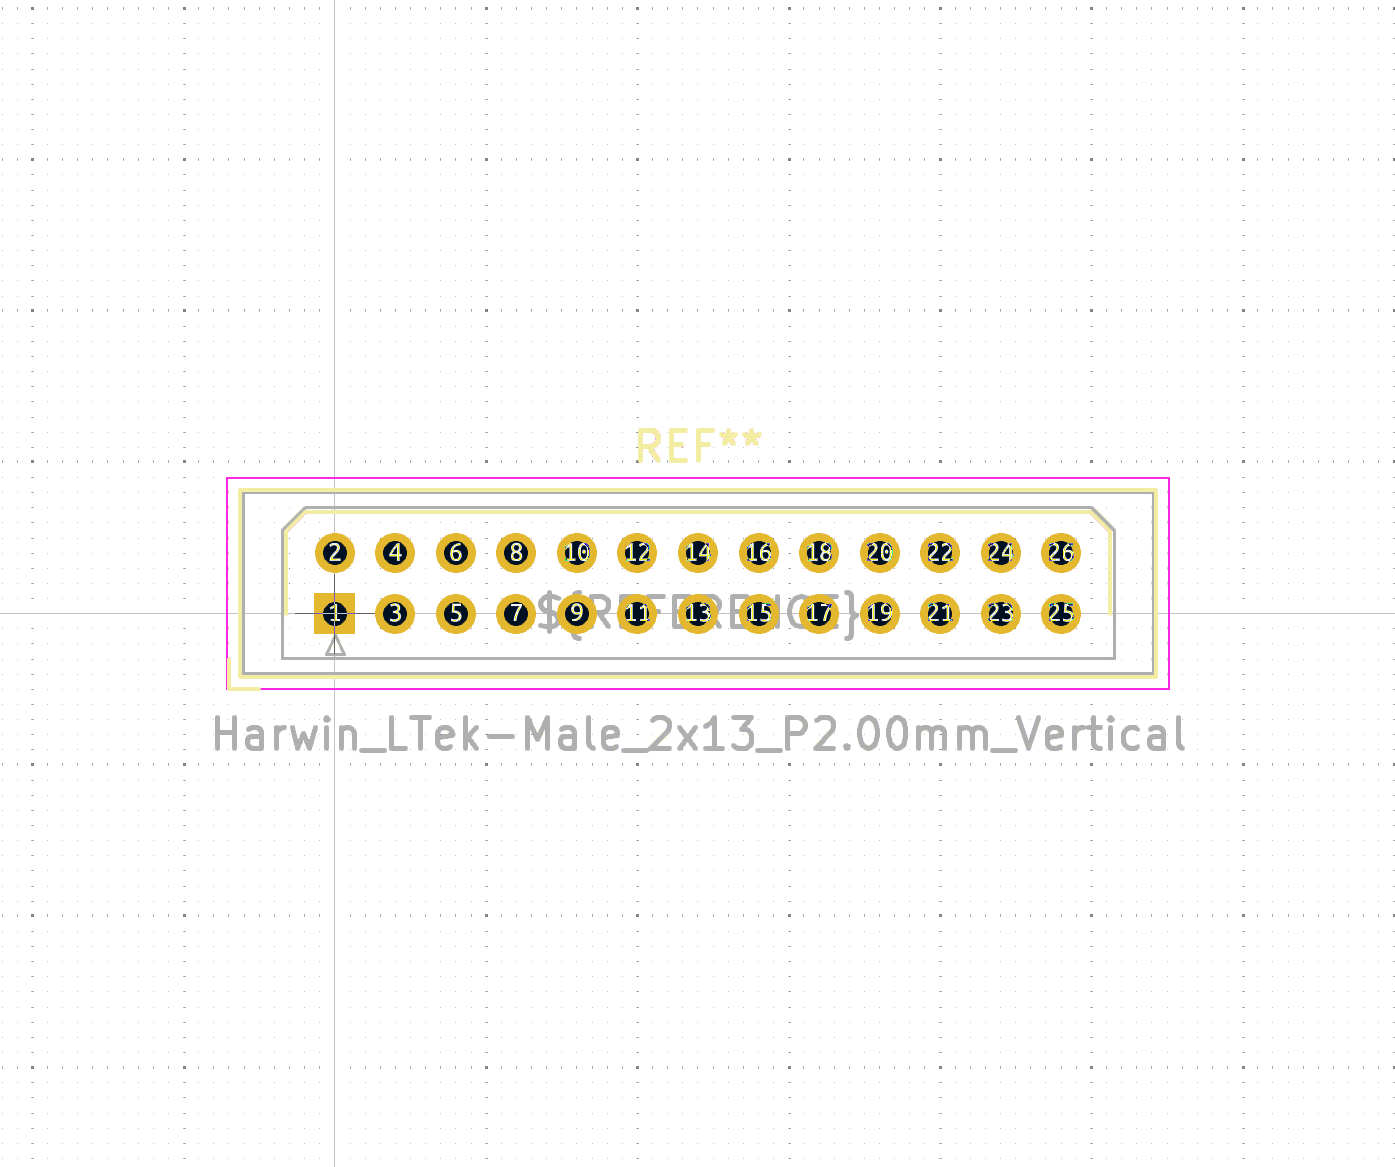 REF**
2 4 6 8 10 12 14 16 18 20 22 24 26
${REFERENCE}
1 3 5 7 9 11 13 15 17 19 21 23 25
Harwin_LTek-Male_2x13_P2.00mm_Vertical